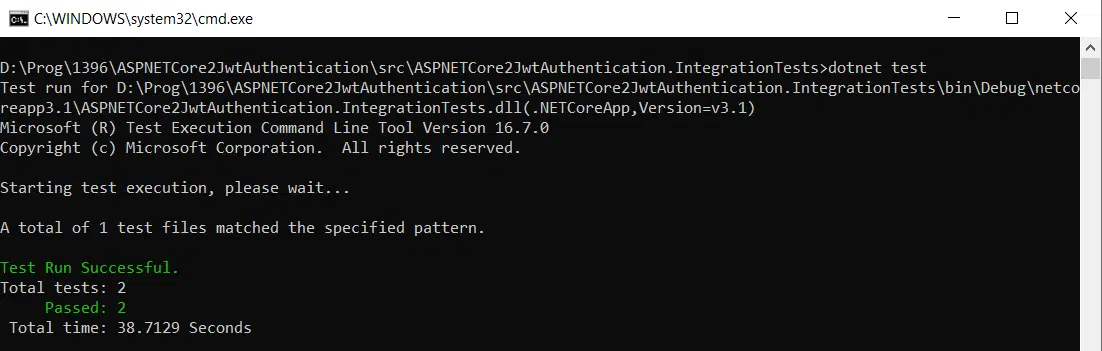 C:\WINDOWS\system32\cmd.exe
D:\Prog\1396\ASPNETCore2JwtAuthentication\src\ASPNETCore2JwtAuthentication.IntegrationTests>dotnet test
Test run for D:\Prog\1396\ASPNETCore2JwtAuthentication\src\ASPNETCore2JwtAuthentication.IntegrationTests\bin\Debug\netco
reapp3.1\ASPNETCore2JwtAuthentication.IntegrationTests.dll(.NETCoreApp,Version=v3.1)
Microsoft (R) Test Execution Command Line Tool Version 16.7.0
Copyright (c) Microsoft Corporation.  All rights reserved.
Starting test execution, please wait...
A total of 1 test files matched the specified pattern.
Test Run Successful.
Total tests: 2
Passed: 2
Total time: 38.7129 Seconds